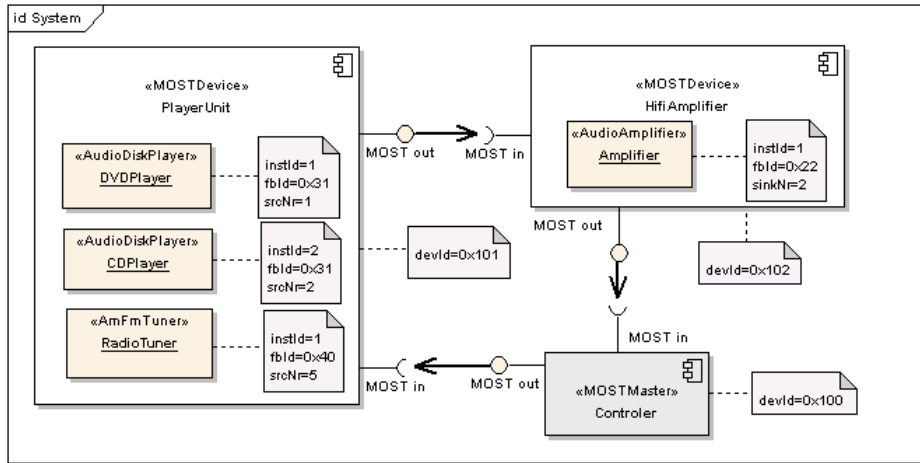 id System
«MOSTDevice»
PlayerUnit
«AudioDiskPlayer»
DVDPlayer
instId=1
fbId=0x31
srcNr=1
«AudioDiskPlayer»
CDPlayer
instId=2
fbId=0x31
srcNr=2
«AmFmTuner»
RadioTuner
instId=1
fbId=0x40
srcNr=5
devId=0x101
MOST out
MOST in
«MOSTDevice»
HifiAmplifier
«AudioAmplifier»
Amplifier
instId=1
fbId=0x22
sinkNr=2
MOST out
devId=0x102
MOST in
MOST in
MOST out
«MOSTMaster»
Controler
devId=0x100